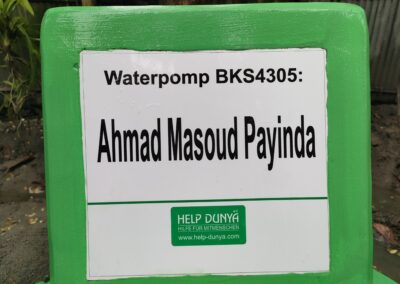 Waterpomp BKS4305:
Ahmad Masoud Payinda
HELP DUNYA
HILFE FÜR MITMENSCHEN
www.help-dunya.com